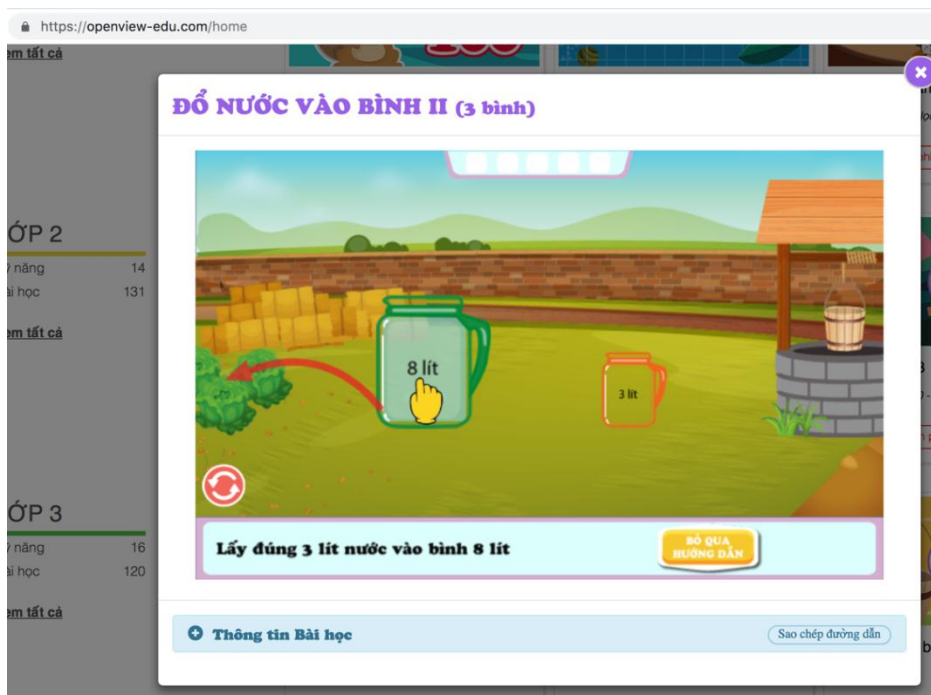 https://openview-edu.com/home
em tất cả
ĐỔ NƯỚC VÀO BÌNH II (3 bình)
ỚP 2
năng 14
ài học 131
em tất cả
8 lít
3 lít
ỚP 3
năng 16
ài học 120
em tất cả
Lấy đúng 3 lít nước vào bình 8 lít
BỎ QUA
HƯỚNG DẪN
Thông tin Bài học
Sao chép đường dẫn